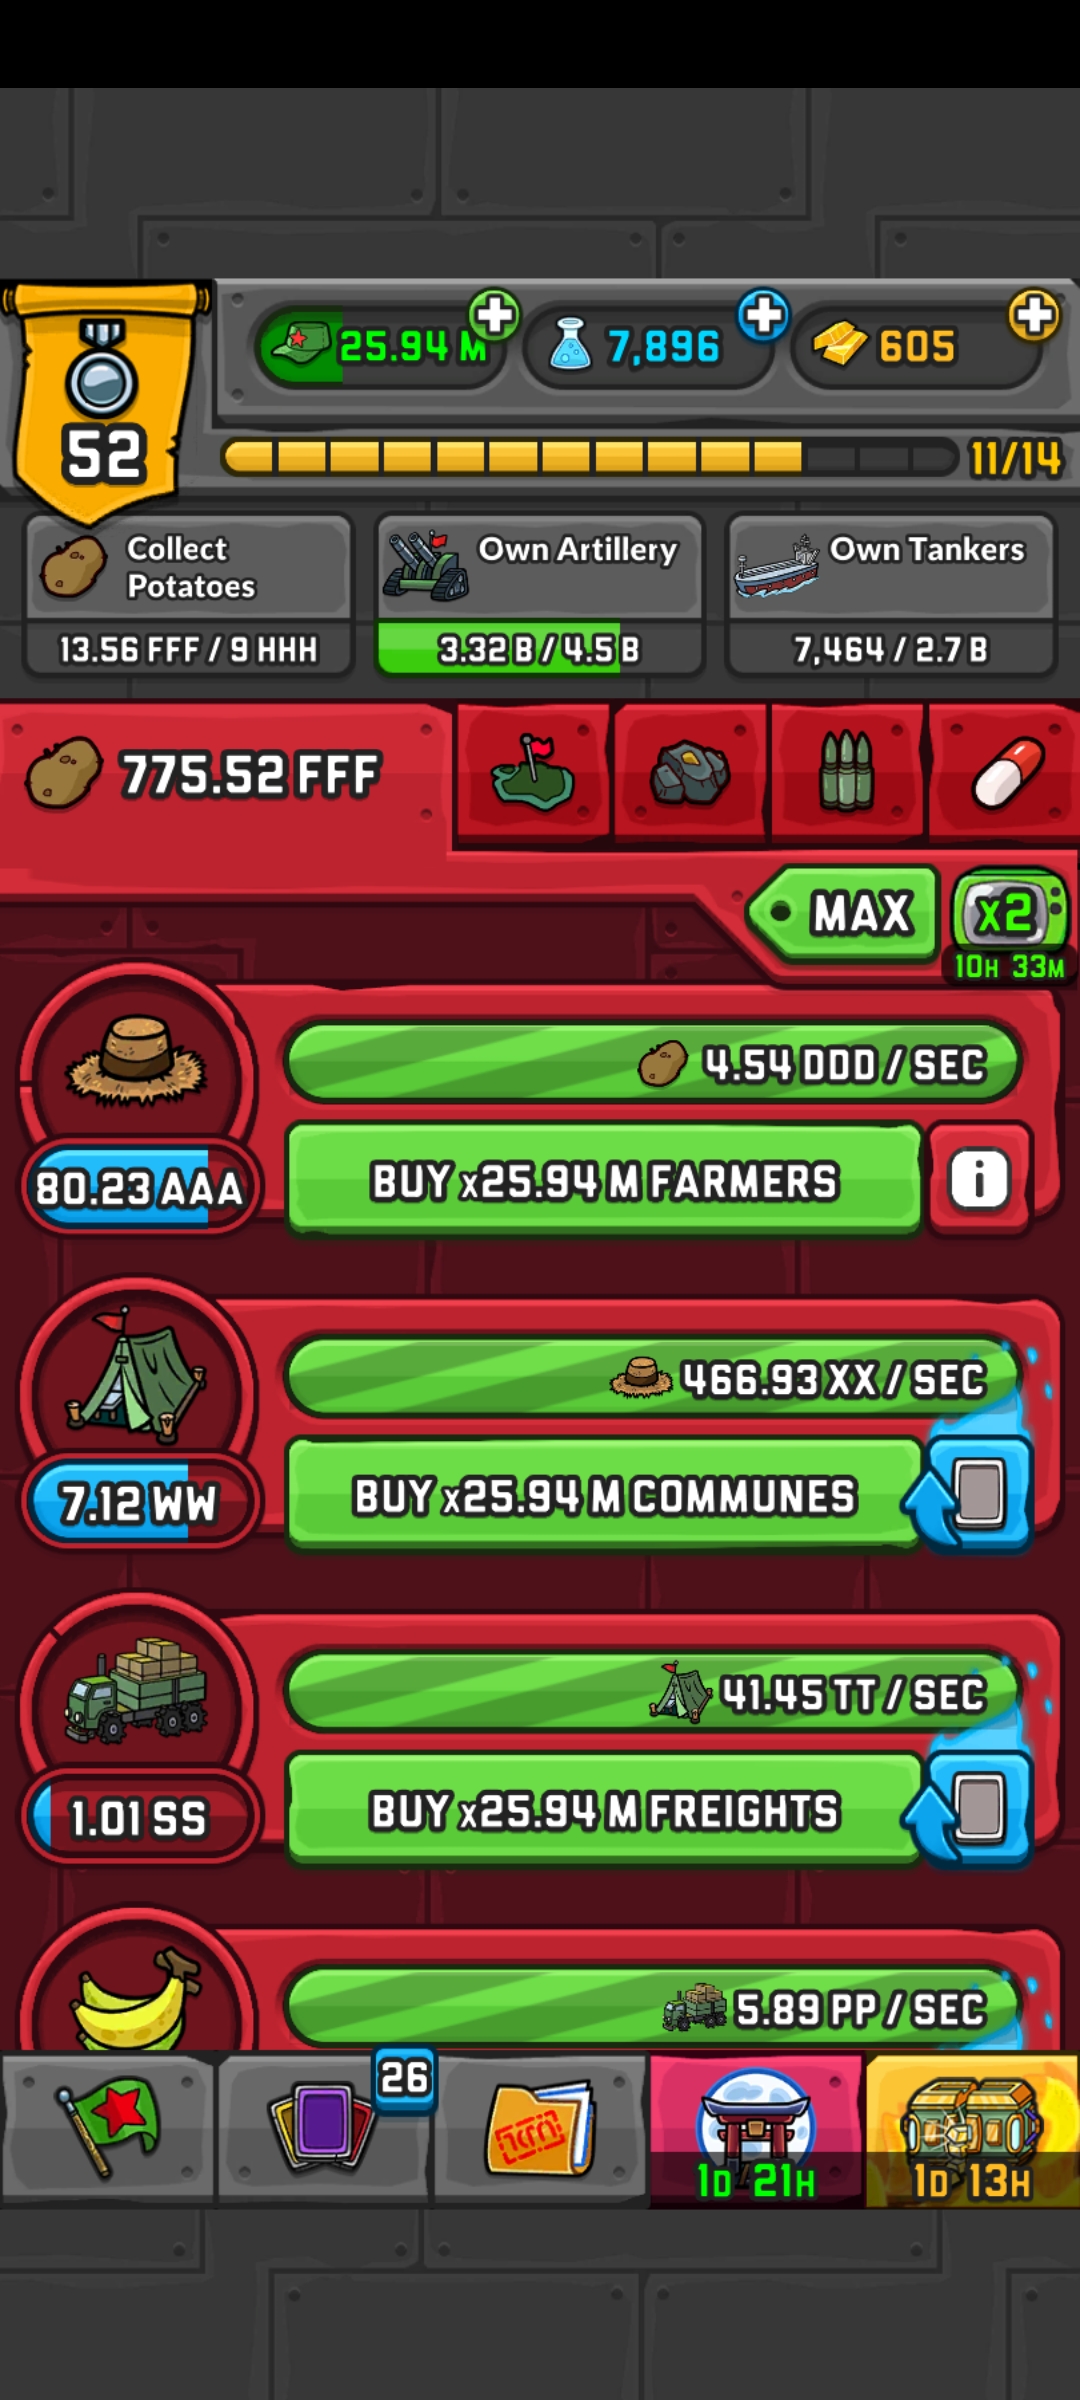 25.94 M
7,896
605
52
11/14
Collect
Potatoes
13.56 FFF / 9 HHH
Own Artillery
3.32 B / 4.5 B
Own Tankers
7,464 / 2.7 B
775.52 FFF
MAX
x2
10H 33M
4.54 DDD / SEC
80.23 AAA
BUY x25.94 M FARMERS
i
466.93 XX / SEC
7.12 WW
BUY x25.94 M COMMUNES
41.45 TT / SEC
1.01 SS
BUY x25.94 M FREIGHTS
5.89 PP / SEC
26
1D 21H
1D 13H